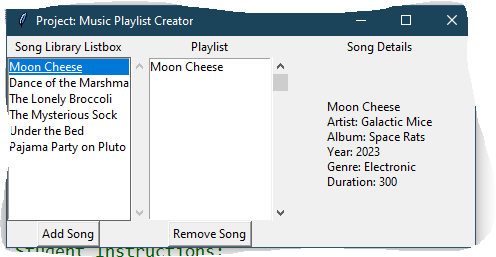 Project: Music Playlist Creator
Song Library Listbox
Playlist
Song Details
Moon Cheese
Dance of the Marshma
The Lonely Broccoli
The Mysterious Sock
Under the Bed
Pajama Party on Pluto
Moon Cheese
Moon Cheese
Artist: Galactic Mice
Album: Space Rats
Year: 2023
Genre: Electronic
Duration: 300
Add Song
Remove Song
Student Instructions: